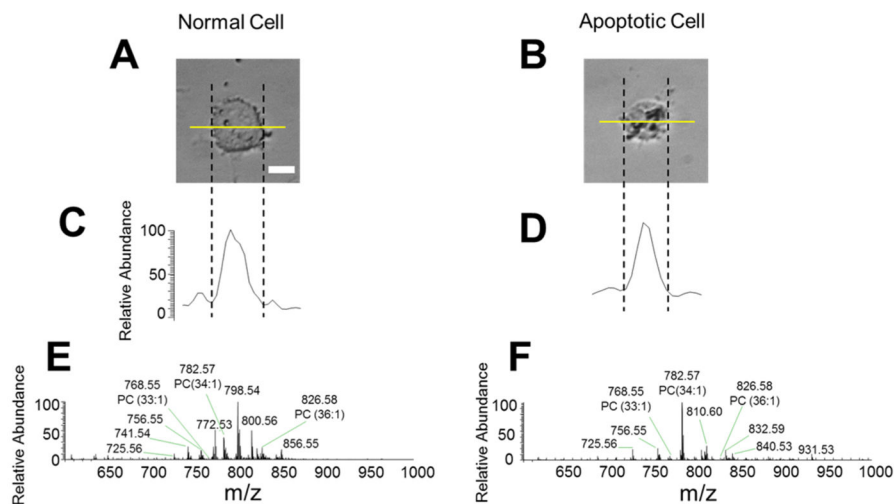 Normal Cell
Apoptotic Cell
A
B
C
D
Relative Abundance
100
50
0
Relative Abundance
E
F
782.57
PC(34:1)
798.54
768.55
PC (33:1)
826.58
PC (36:1)
756.55
772.53
800.56
741.54
725.56
856.55
Relative Abundance
100
50
0
650
700
750
800
850
900
950
1000
m/z
782.57
PC(34:1)
768.55
PC (33:1)
826.58
PC (36:1)
810.60
756.55
832.59
725.56
840.53
931.53
Relative Abundance
100
50
0
650
700
750
800
850
900
950
1000
m/z